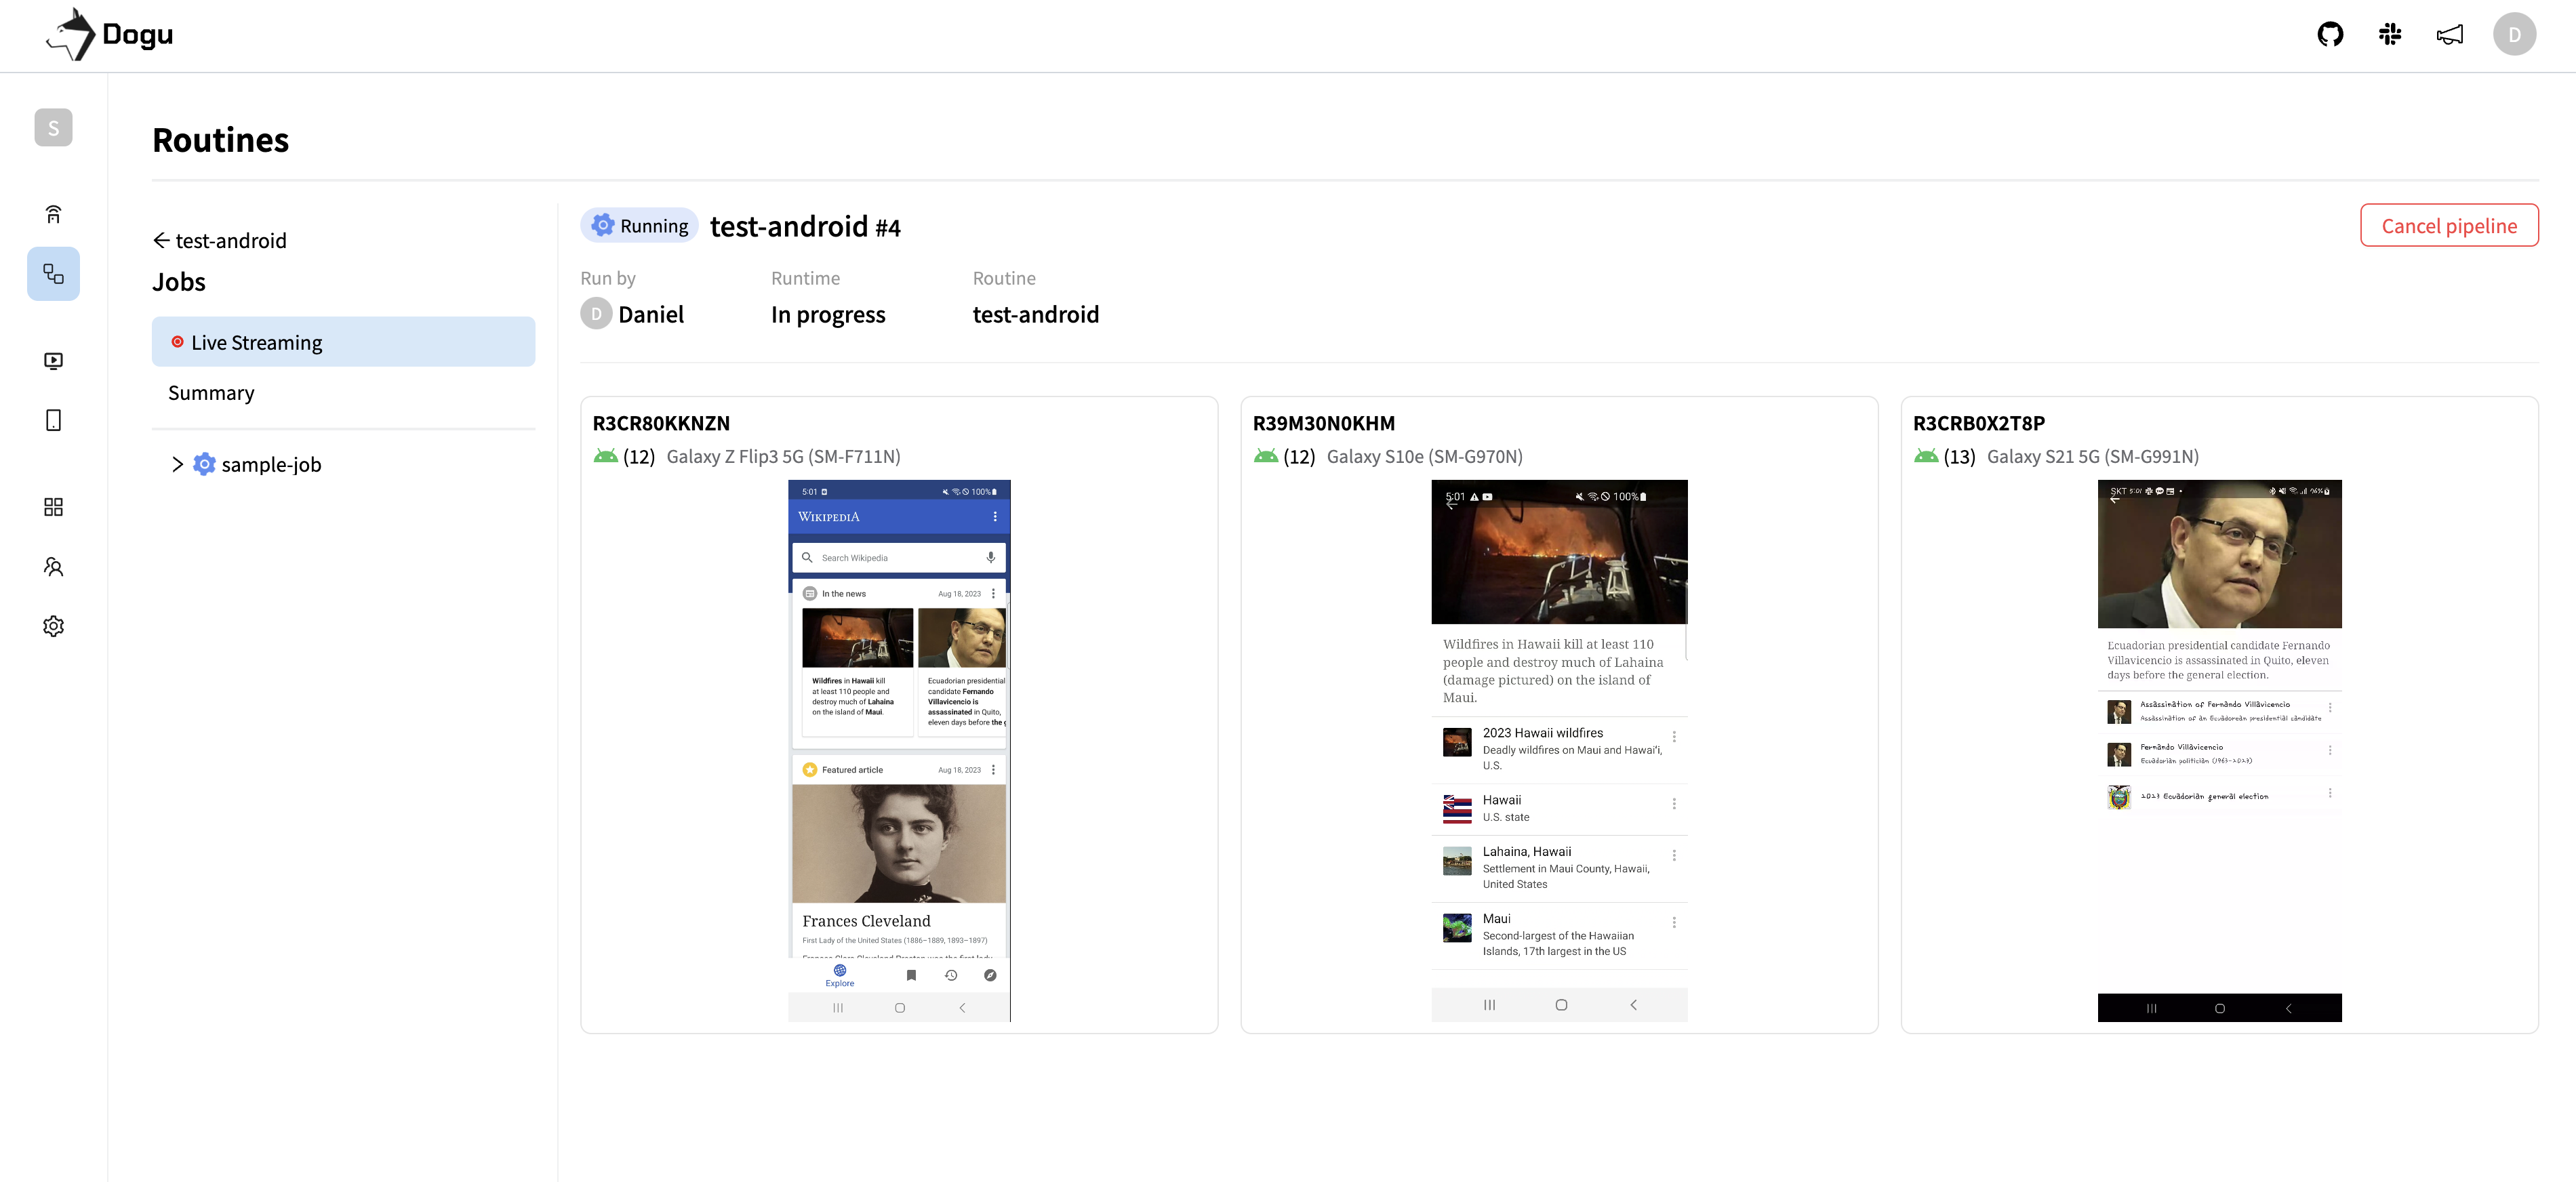 Dogu
D
S
Routines
test-android
Jobs
Live Streaming
Summary
sample-job
Running
test-android #4
Cancel pipeline
Run by
Runtime
Routine
D
Daniel
In progress
test-android
R3CR80KKNZN
(12) Galaxy Z Flip3 5G (SM-F711N)
5:01
100%
WIKIPEDIA
Search Wikipedia
In the news
Aug 18, 2023
Wildfires in Hawaii kill
at least 110 people and
destroy much of Lahaina
on the island of Maui.
Ecuadorian presidential
candidate Fernando
Villavicencio is
assassinated in Quito,
eleven days before the g
Featured article
Aug 18, 2023
Frances Cleveland
First Lady of the United States (1886–1889, 1893–1897)
Explore
R39M30N0KHM
(12) Galaxy S10e (SM-G970N)
5:01
100%
Wildfires in Hawaii kill at least 110
people and destroy much of Lahaina
(damage pictured) on the island of
Maui.
2023 Hawaii wildfires
Deadly wildfires on Maui and Hawaiʻi,
U.S.
Hawaii
U.S. state
Lahaina, Hawaii
Settlement in Maui County, Hawaii,
United States
Maui
Second-largest of the Hawaiian
Islands, 17th largest in the US
R3CRB0X2T8P
(13) Galaxy S21 5G (SM-G991N)
SKT 5:01
96%
Ecuadorian presidential candidate Fernando
Villavicencio is assassinated in Quito, eleven
days before the general election.
Assassination of Fernando Villavicencio
Assassination of an Ecuadorean presidential candidate
Fernando Villavicencio
Ecuadorian politician (1963–2023)
2023 Ecuadorian general election